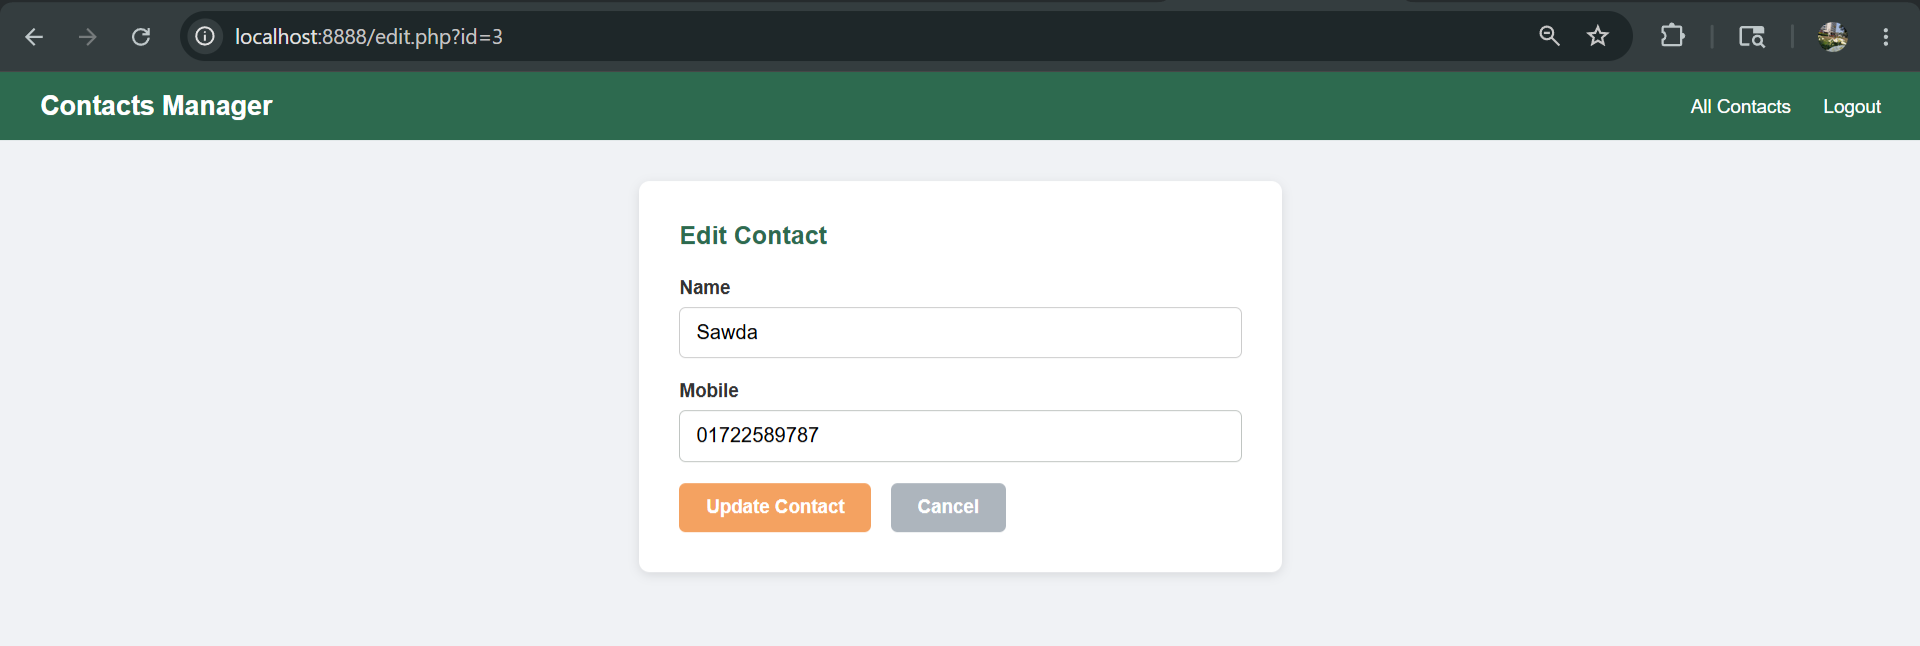 localhost:8888/edit.php?id=3
Contacts Manager
All Contacts
Logout
Edit Contact
Name
Sawda
Mobile
01722589787
Update Contact
Cancel